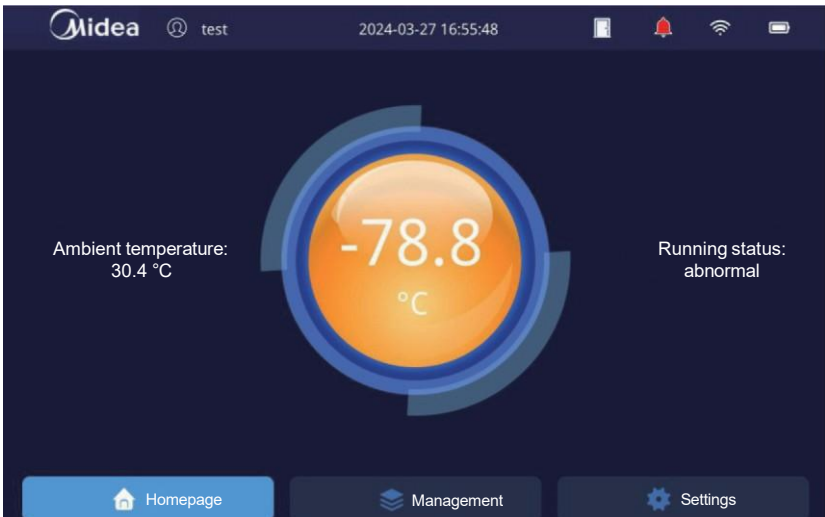 Midea
test
2024-03-27 16:55:48
Ambient temperature:
30.4 °C
-78.8
°C
Running status:
abnormal
Homepage
Management
Settings